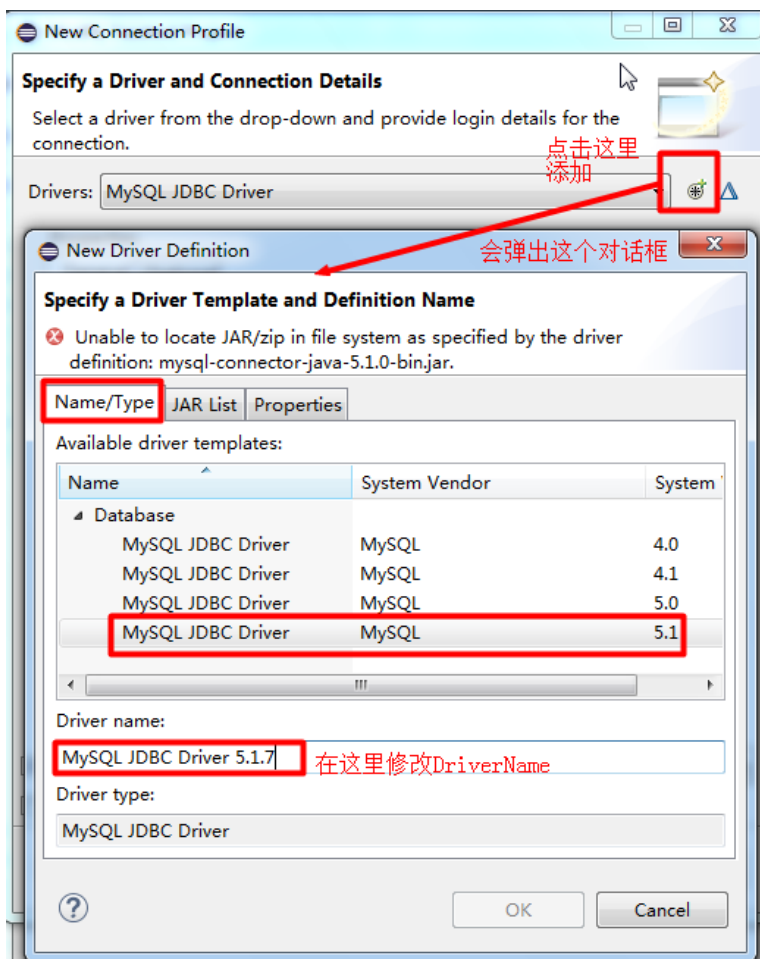 New Connection Profile
Specify a Driver and Connection Details
Select a driver from the drop-down and provide login details for the
connection.
点击这里
添加
Drivers: MySQL JDBC Driver
New Driver Definition
会弹出这个对话框
Specify a Driver Template and Definition Name
Unable to locate JAR/zip in file system as specified by the driver
definition: mysql-connector-java-5.1.0-bin.jar.
Name/Type JAR List Properties
Available driver templates:
Name System Vendor System
Database
MySQL JDBC Driver MySQL 4.0
MySQL JDBC Driver MySQL 4.1
MySQL JDBC Driver MySQL 5.0
MySQL JDBC Driver MySQL 5.1
Driver name:
MySQL JDBC Driver 5.1.7 在这里修改DriverName
Driver type:
MySQL JDBC Driver
OK Cancel